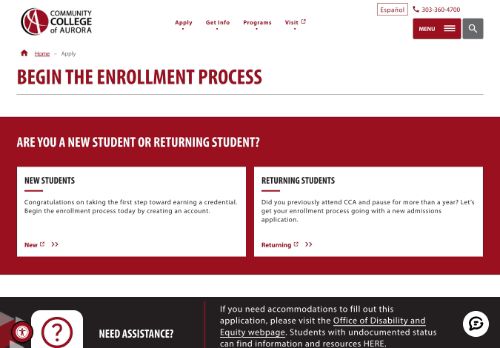 COMMUNITY
COLLEGE
of AURORA
Apply
Get Info
Programs
Visit
Español
303-360-4700
MENU
Home » Apply
BEGIN THE ENROLLMENT PROCESS
ARE YOU A NEW STUDENT OR RETURNING STUDENT?
NEW STUDENTS
Congratulations on taking the first step toward earning a credential.
Begin the enrollment process today by creating an account.
New >>
RETURNING STUDENTS
Did you previously attend CCA and pause for more than a year? Let's
get your enrollment process going with a new admissions
application.
Returning >>
NEED ASSISTANCE?
If you need accommodations to fill out this
application, please visit the Office of Disability and
Equity webpage. Students with undocumented status
can find information and resources HERE.